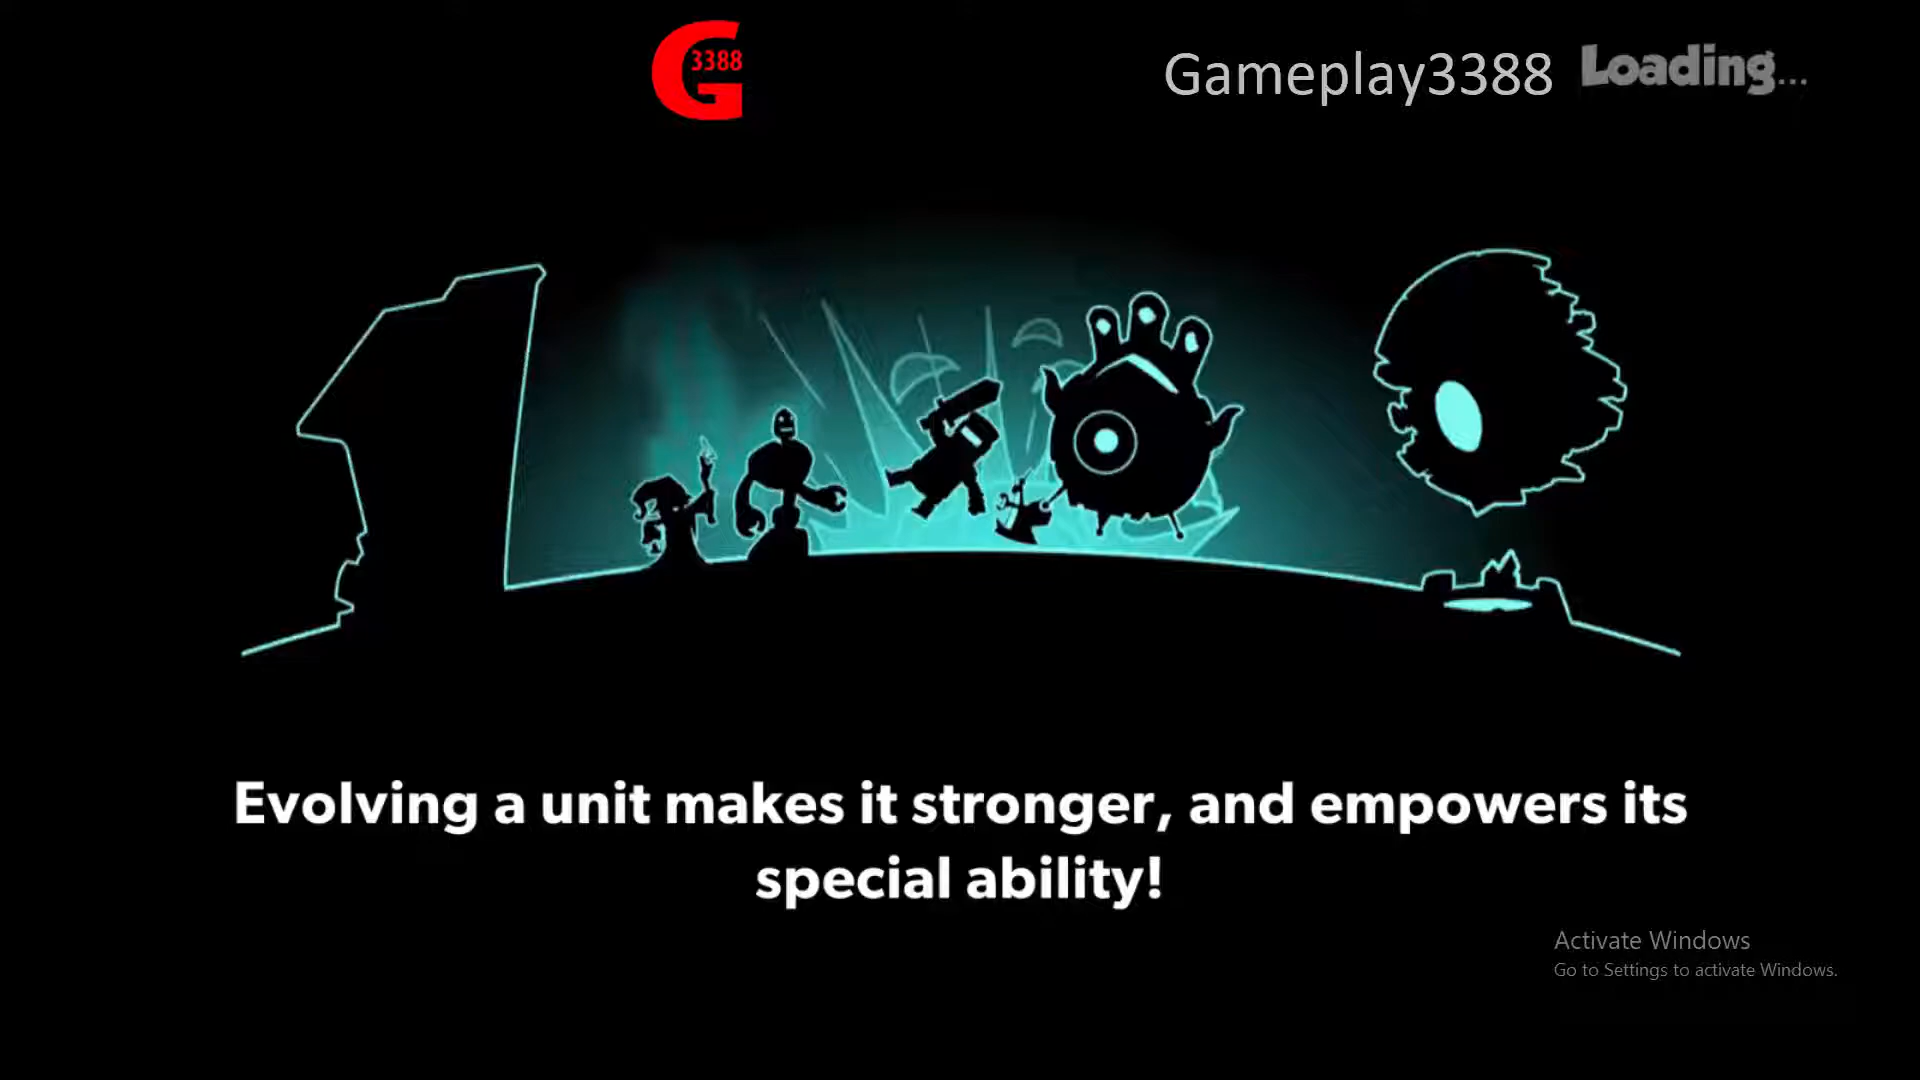 G
3388
Gameplay3388
Loading...
Evolving a unit makes it stronger, and empowers its
special ability!
Activate Windows
Go to Settings to activate Windows.